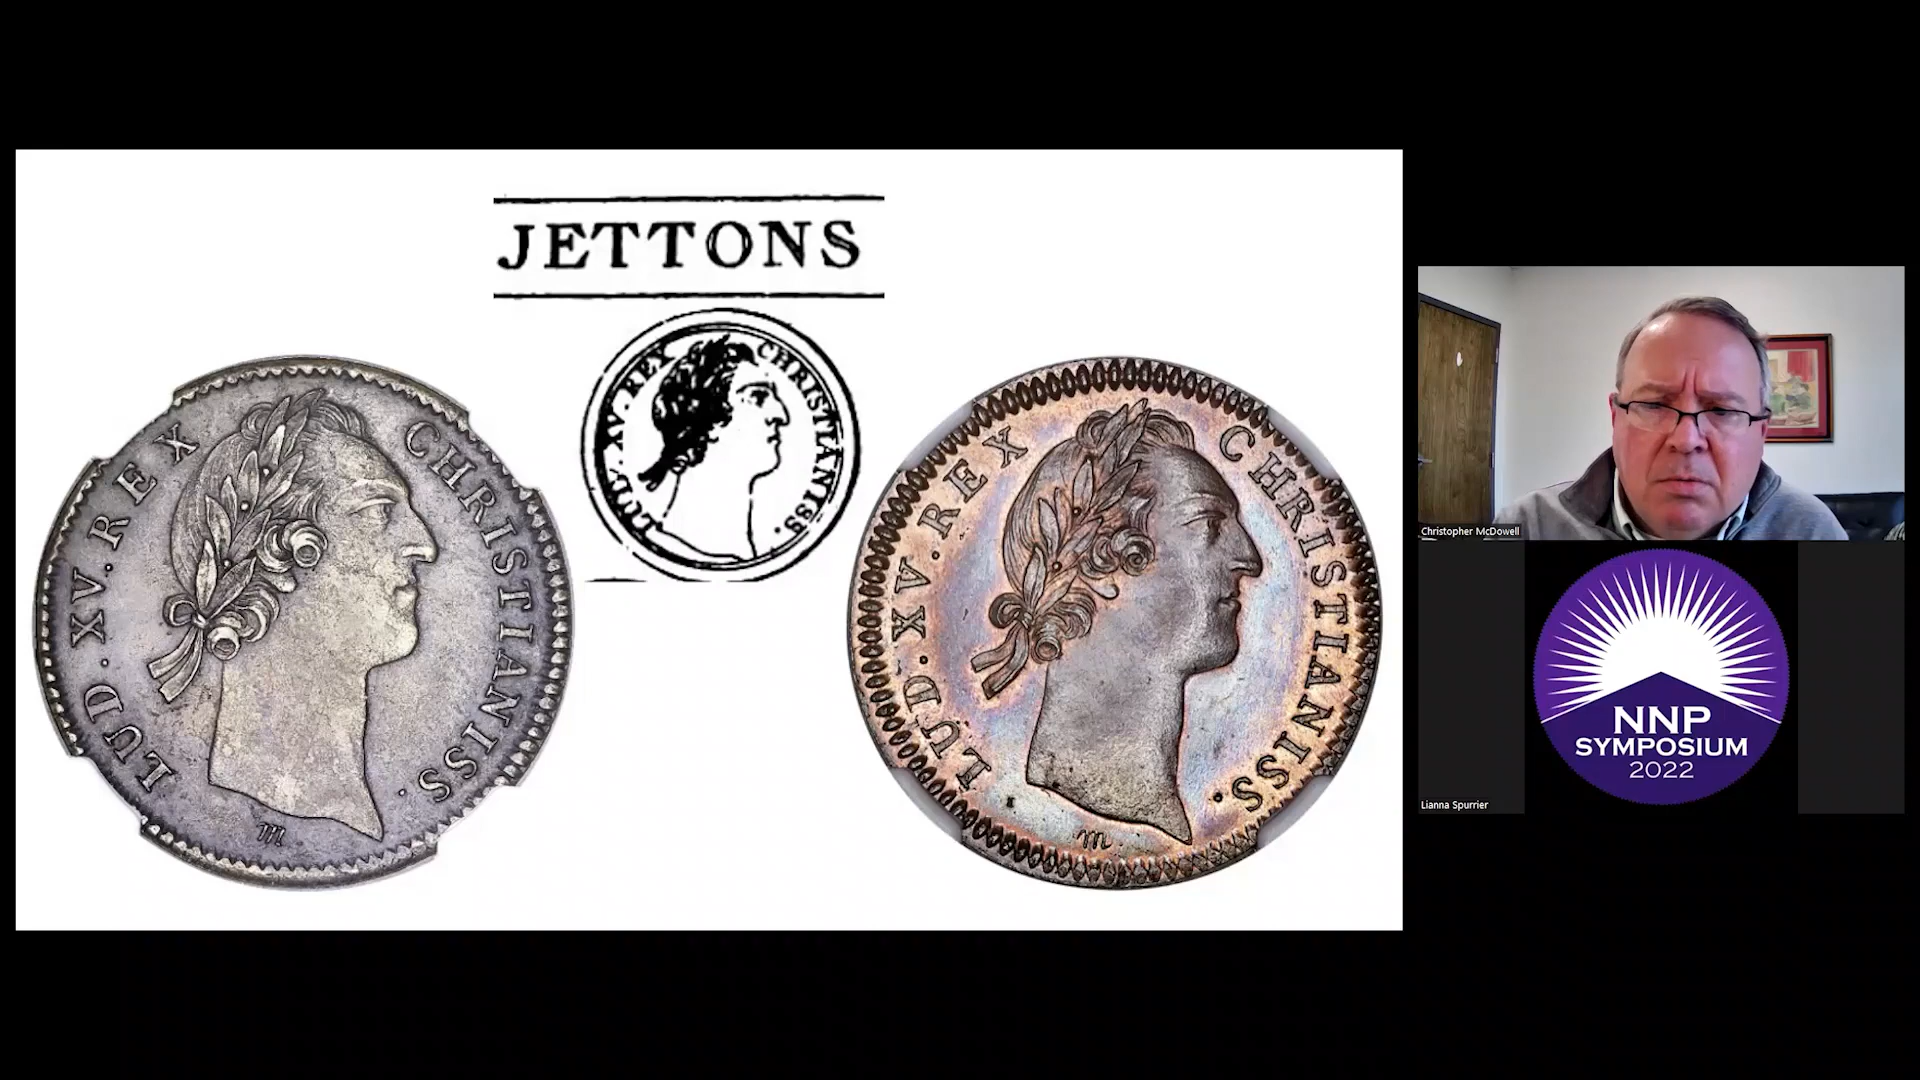 JETTONS
LUD.XV.REX CHRISTIANISS.
LUD.XV.REX CHRISTIANISS.
m
LUD.XV.REX CHRISTIANISS.
m
Christopher McDowell
NNP
SYMPOSIUM
2022
Lianna Spurrier